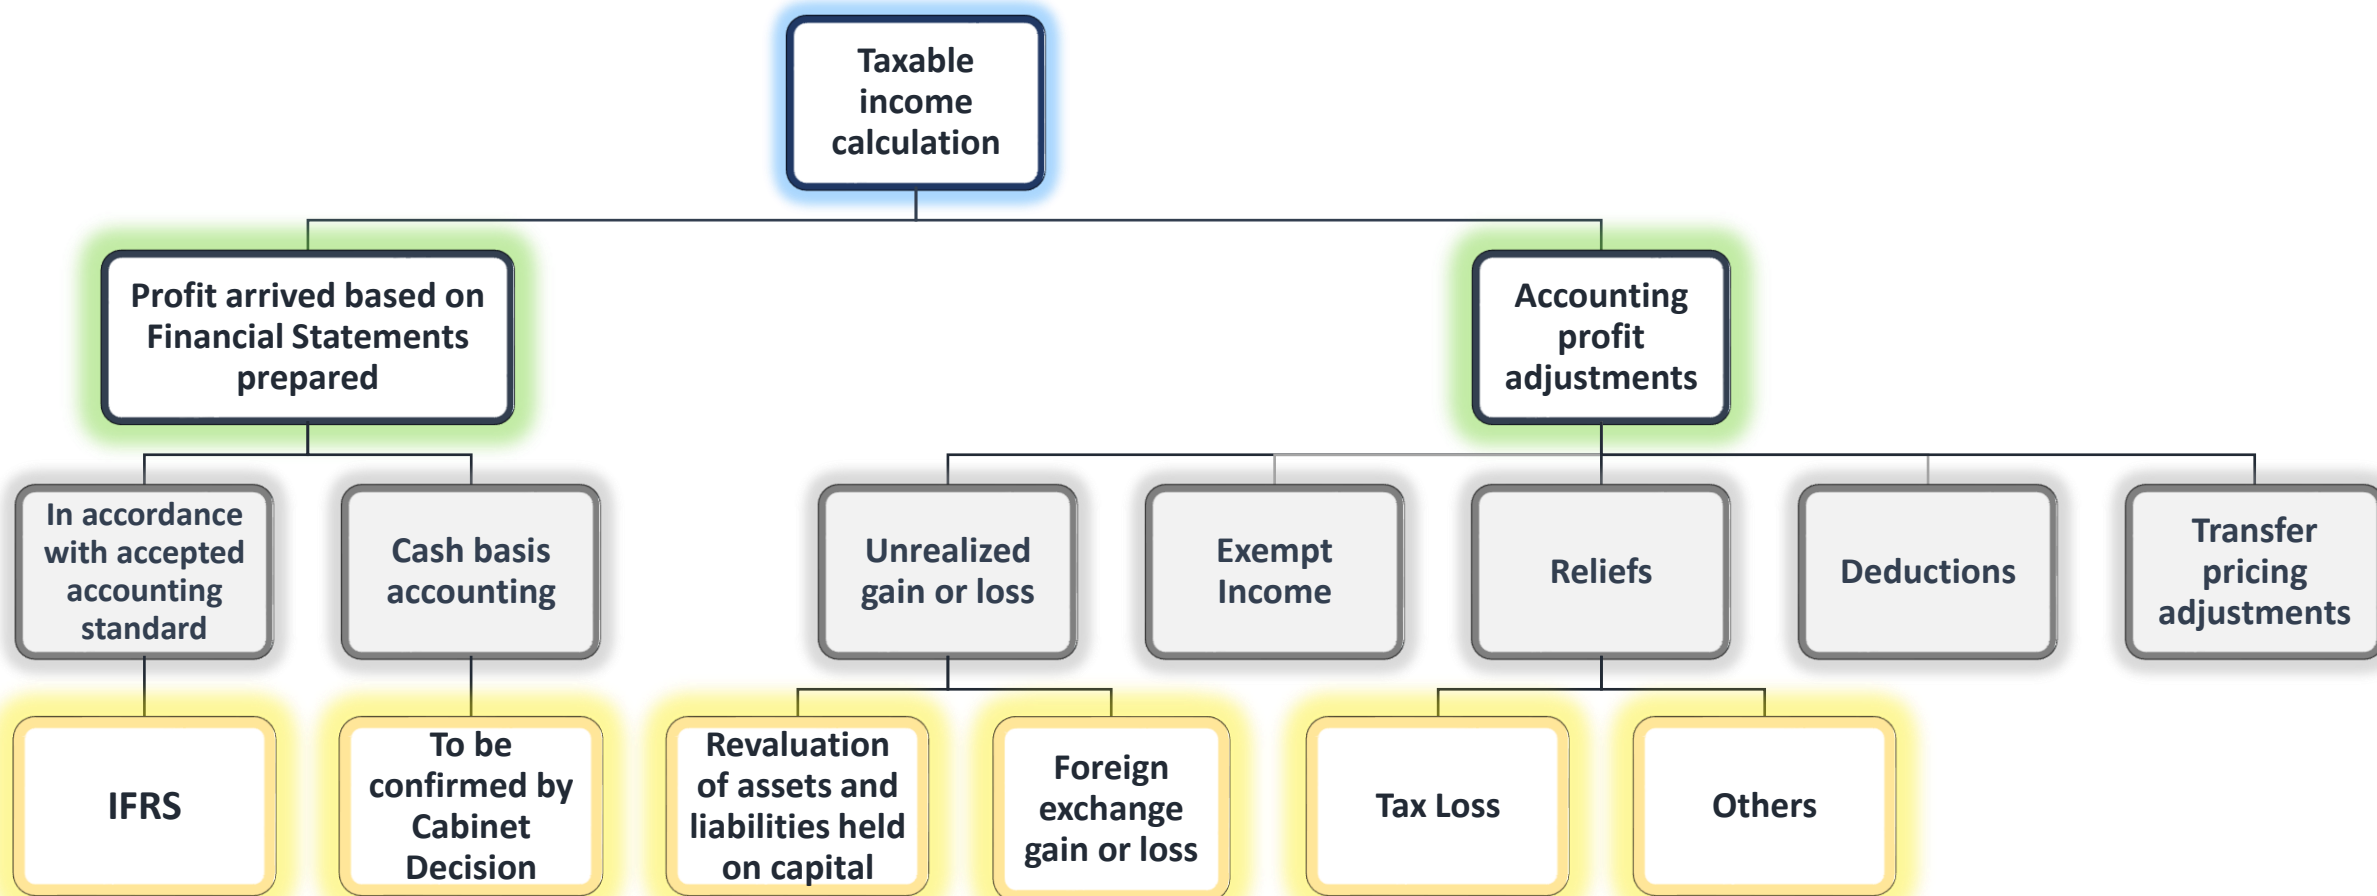 Taxable
income
calculation
Profit arrived based on
Financial Statements
prepared
Accounting
profit
adjustments
In accordance
with accepted
accounting
standard
Cash basis
accounting
Unrealized
gain or loss
Exempt
Income
Reliefs
Deductions
Transfer
pricing
adjustments
IFRS
To be
confirmed by
Cabinet
Decision
Revaluation
of assets and
liabilities held
on capital
Foreign
exchange
gain or loss
Tax Loss
Others